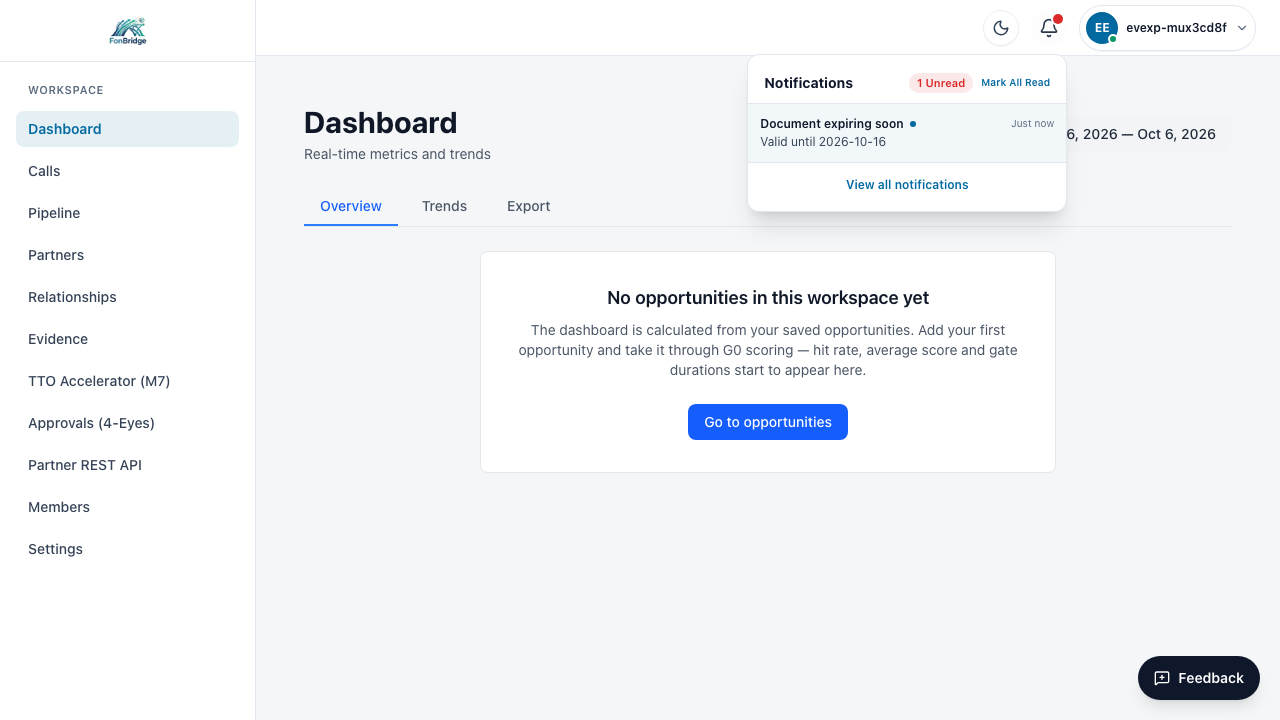 FonBridge
WORKSPACE
Dashboard
Calls
Pipeline
Partners
Relationships
Evidence
TTO Accelerator (M7)
Approvals (4-Eyes)
Partner REST API
Members
Settings
EE
evexp-mux3cd8f
Notifications
1 Unread
Mark All Read
Document expiring soon
Just now
Valid until 2026-10-16
View all notifications
Dashboard
Real-time metrics and trends
6, 2026 — Oct 6, 2026
Overview
Trends
Export
No opportunities in this workspace yet
The dashboard is calculated from your saved opportunities. Add your first
opportunity and take it through G0 scoring — hit rate, average score and gate
durations start to appear here.
Go to opportunities
Feedback